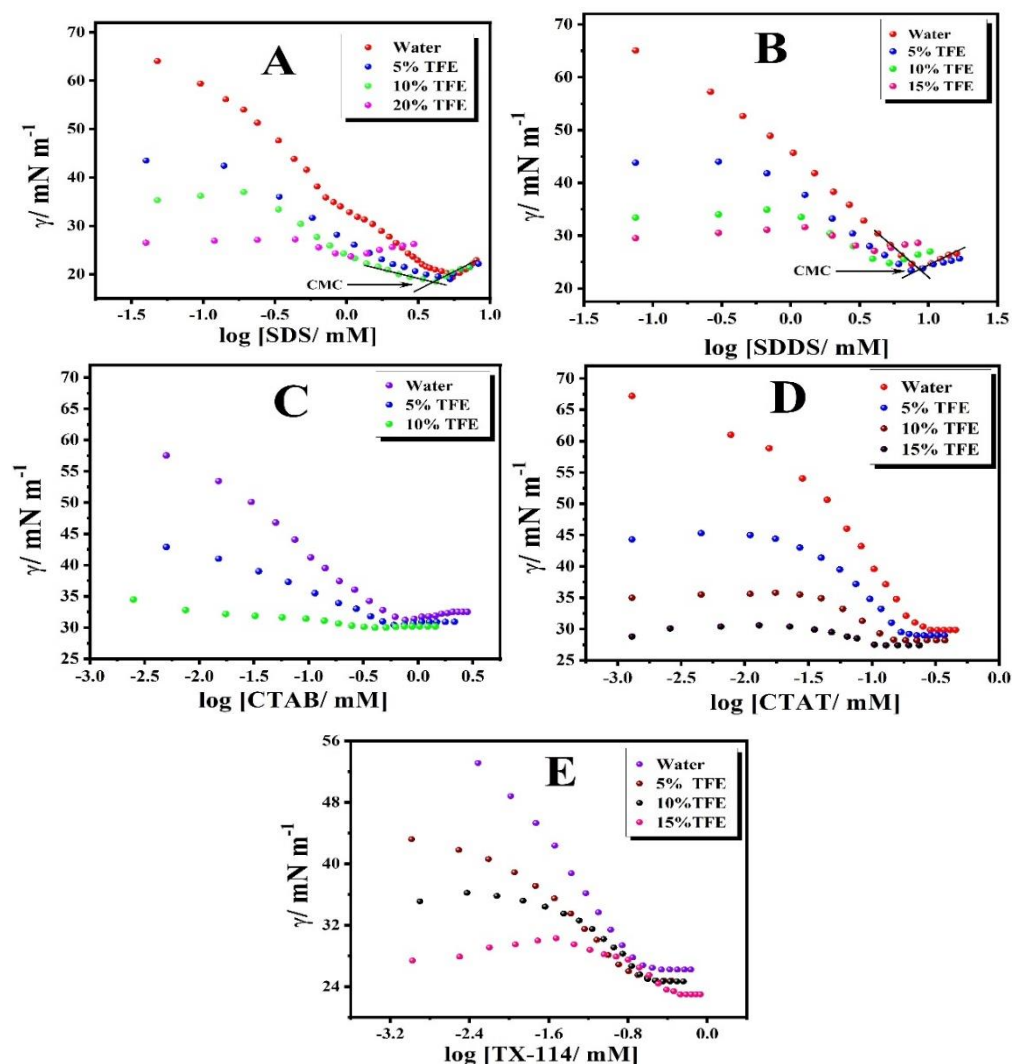 A
Water
5% TFE
10% TFE
20% TFE
γ/ mN m⁻¹
70
60
50
40
30
20
CMC
-1.5 -1.0 -0.5 0.0 0.5 1.0
log [SDS/ mM]
B
Water
5% TFE
10% TFE
15% TFE
γ/ mN m⁻¹
70
60
50
40
30
20
CMC
-1.5 -1.0 -0.5 0.0 0.5 1.0 1.5
log [SDDS/ mM]
C
Water
5% TFE
10% TFE
γ/ mN m⁻¹
70
65
60
55
50
45
40
35
30
25
-3.0 -2.5 -2.0 -1.5 -1.0 -0.5 0.0 0.5
log [CTAB/ mM]
D
Water
5% TFE
10% TFE
15% TFE
γ/ mN m⁻¹
70
65
60
55
50
45
40
35
30
25
-3.0 -2.5 -2.0 -1.5 -1.0 -0.5 0.0
log [CTAT/ mM]
E
Water
5% TFE
10%TFE
15%TFE
γ/ mN m⁻¹
56
48
40
32
24
-3.2 -2.4 -1.6 -0.8 0.0
log [TX-114/ mM]